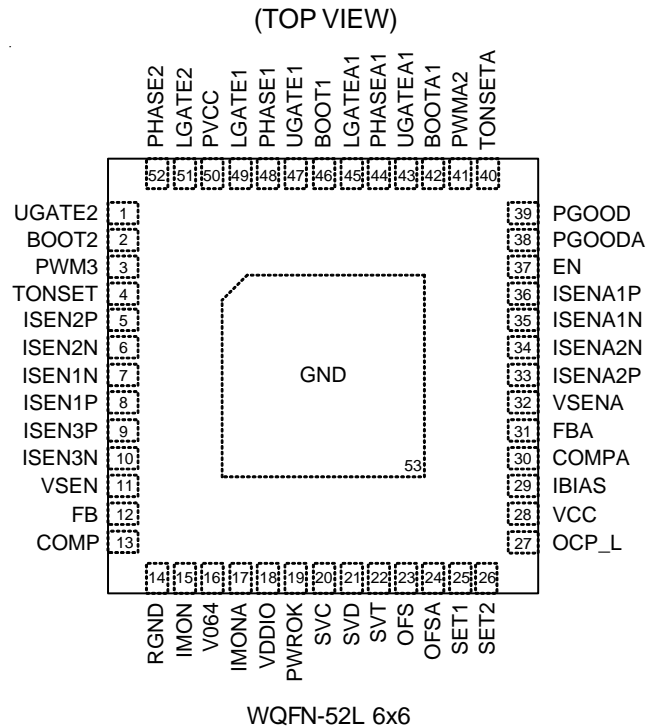 (TOP VIEW)
PHASE2
LGATE2
PVCC
LGATE1
PHASE1
UGATE1
BOOT1
LGATEA1
PHASEA1
UGATEA1
BOOTA1
PWMA2
TONSETA
52 51 50 49 48 47 46 45 44 43 42 41 40
UGATE2 1 39 PGOOD
BOOT2 2 38 PGOODA
PWM3 3 37 EN
TONSET 4 36 ISENA1P
ISEN2P 5 35 ISENA1N
ISEN2N 6 34 ISENA2N
ISEN1N 7 33 ISENA2P
ISEN1P 8 32 VSENA
ISEN3P 9 31 FBA
ISEN3N 10 30 COMPA
VSEN 11 29 IBIAS
FB 12 28 VCC
COMP 13 27 OCP_L
GND
53
14 15 16 17 18 19 20 21 22 23 24 25 26
RGND
IMON
V064
IMONA
VDDIO
PWROK
SVC
SVD
SVT
OFS
OFSA
SET1
SET2
WQFN-52L 6x6